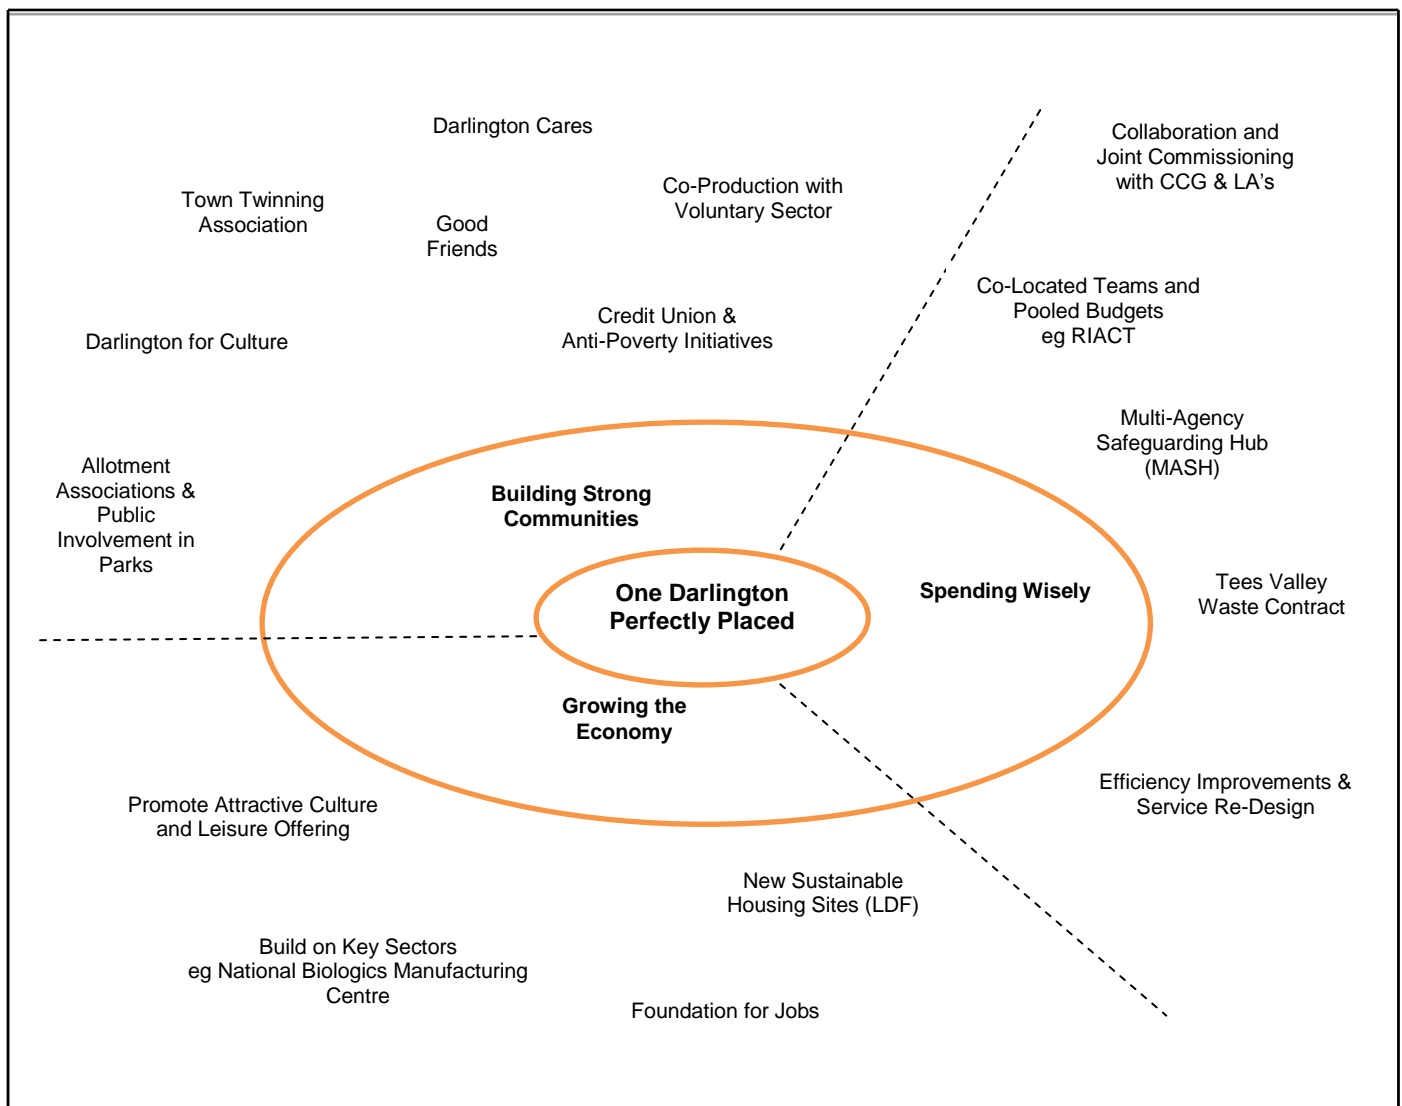 Darlington Cares
Collaboration and
Joint Commissioning
with CCG & LA’s
Town Twinning
Association
Good
Friends
Co-Production with
Voluntary Sector
Co-Located Teams and
Pooled Budgets
eg RIACT
Darlington for Culture
Credit Union &
Anti-Poverty Initiatives
Multi-Agency
Safeguarding Hub
(MASH)
Allotment
Associations &
Public
Involvement in
Parks
Building Strong
Communities
One Darlington
Perfectly Placed
Spending Wisely
Tees Valley
Waste Contract
Growing the
Economy
Promote Attractive Culture
and Leisure Offering
Efficiency Improvements &
Service Re-Design
New Sustainable
Housing Sites (LDF)
Build on Key Sectors
eg National Biologics Manufacturing
Centre
Foundation for Jobs